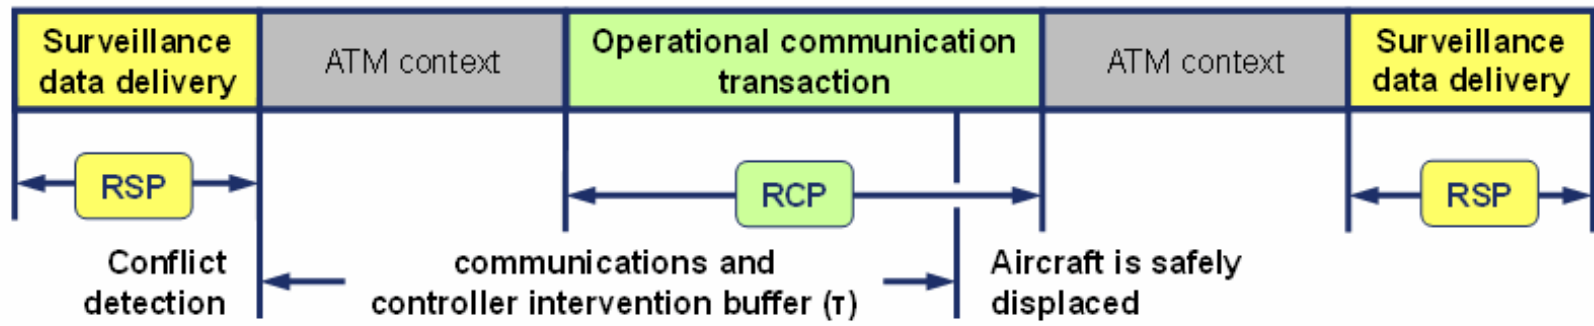 Surveillance
data delivery
ATM context
Operational communication
transaction
ATM context
Surveillance
data delivery
RSP
RCP
RSP
Conflict
detection
communications and
controller intervention buffer (τ)
Aircraft is safely
displaced